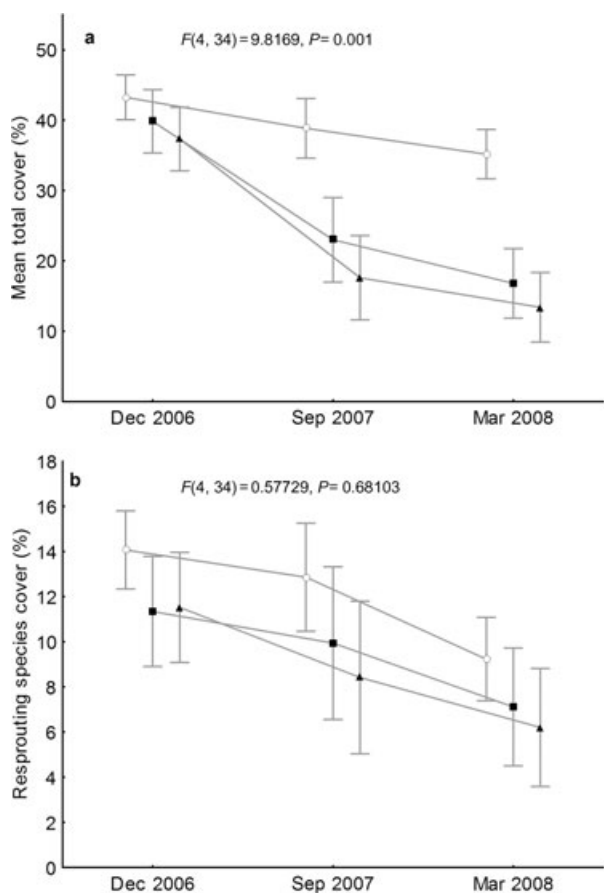 a
F(4, 34)=9.8169, P=0.001
Mean total cover (%)
50
40
30
20
10
0
Dec 2006 Sep 2007 Mar 2008
b
F(4, 34)=0.57729, P=0.68103
Resprouting species cover (%)
18
16
14
12
10
8
6
4
2
0
Dec 2006 Sep 2007 Mar 2008